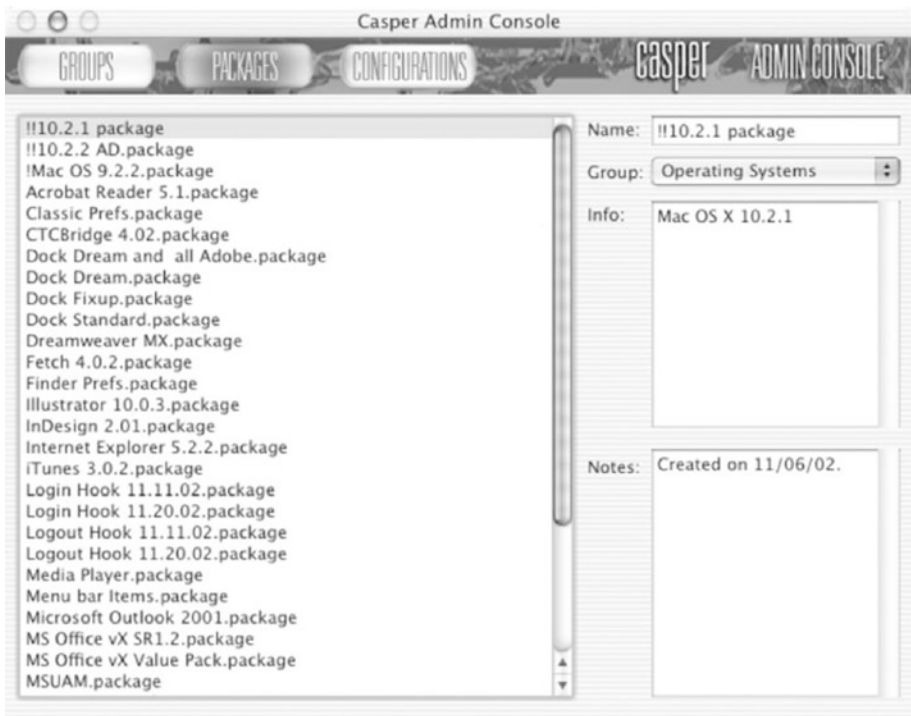 Casper Admin Console
GROUPS PACKAGES CONFIGURATIONS casper ADMIN CONSOLE
!!10.2.1 package
!!10.2.2 AD.package
!Mac OS 9.2.2.package
Acrobat Reader 5.1.package
Classic Prefs.package
CTCBridge 4.02.package
Dock Dream and all Adobe.package
Dock Dream.package
Dock Fixup.package
Dock Standard.package
Dreamweaver MX.package
Fetch 4.0.2.package
Finder Prefs.package
Illustrator 10.0.3.package
InDesign 2.01.package
Internet Explorer 5.2.2.package
iTunes 3.0.2.package
Login Hook 11.11.02.package
Login Hook 11.20.02.package
Logout Hook 11.11.02.package
Logout Hook 11.20.02.package
Media Player.package
Menu bar Items.package
Microsoft Outlook 2001.package
MS Office vX SR1.2.package
MS Office vX Value Pack.package
MSUAM.package
Name: !!10.2.1 package
Group: Operating Systems
Info: Mac OS X 10.2.1
Notes: Created on 11/06/02.